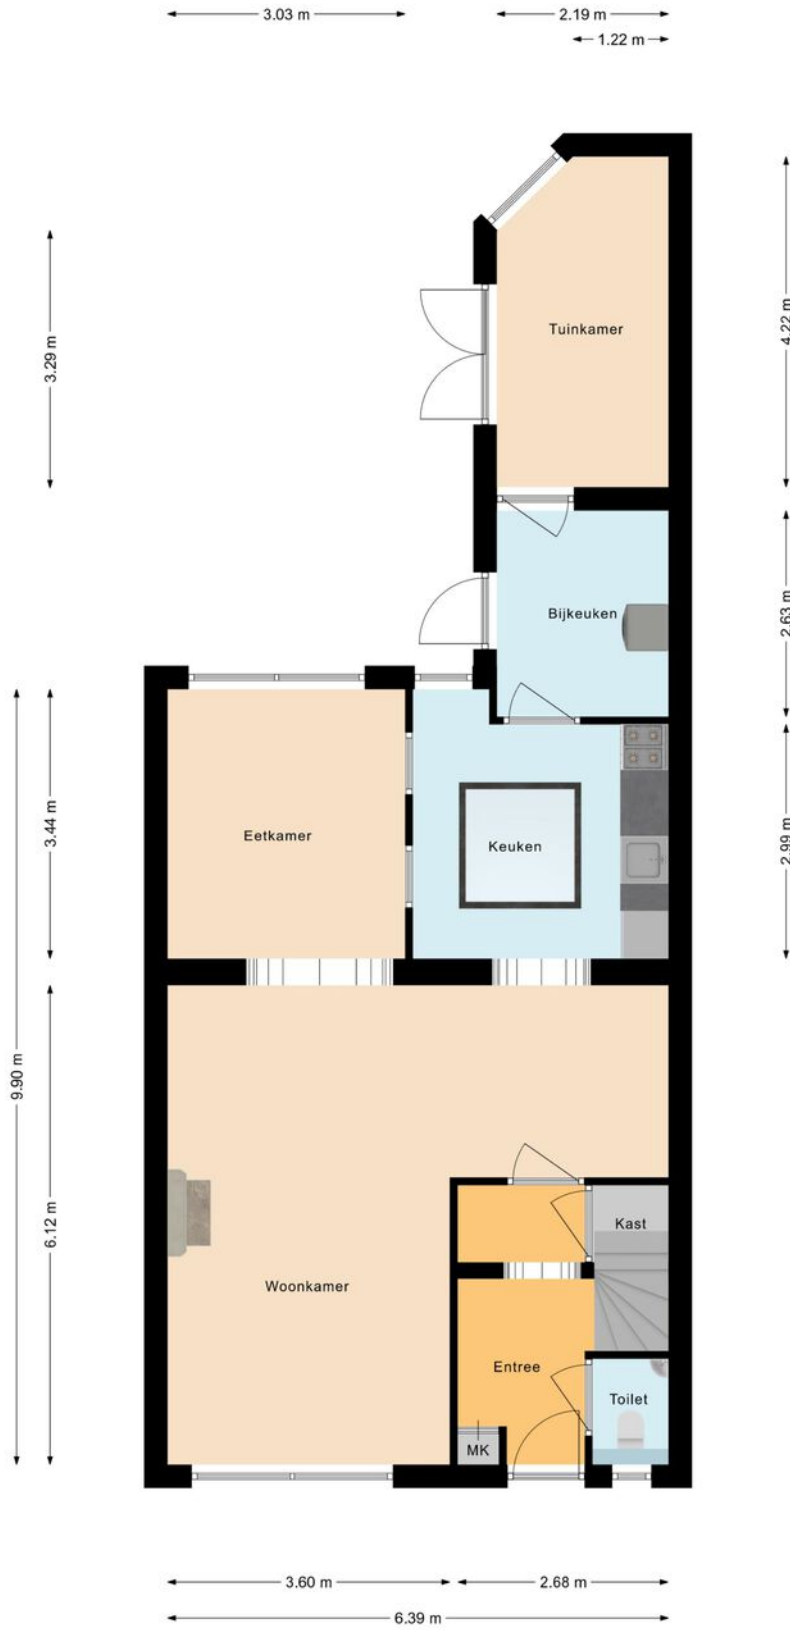 3.03 m
2.19 m
1.22 m
Tuinkamer
4.22 m
3.29 m
Bijkeuken
2.63 m
Eetkamer
Keuken
3.44 m
2.99 m
9.90 m
6.12 m
Kast
Woonkamer
Entree
Toilet
MK
3.60 m
2.68 m
6.39 m